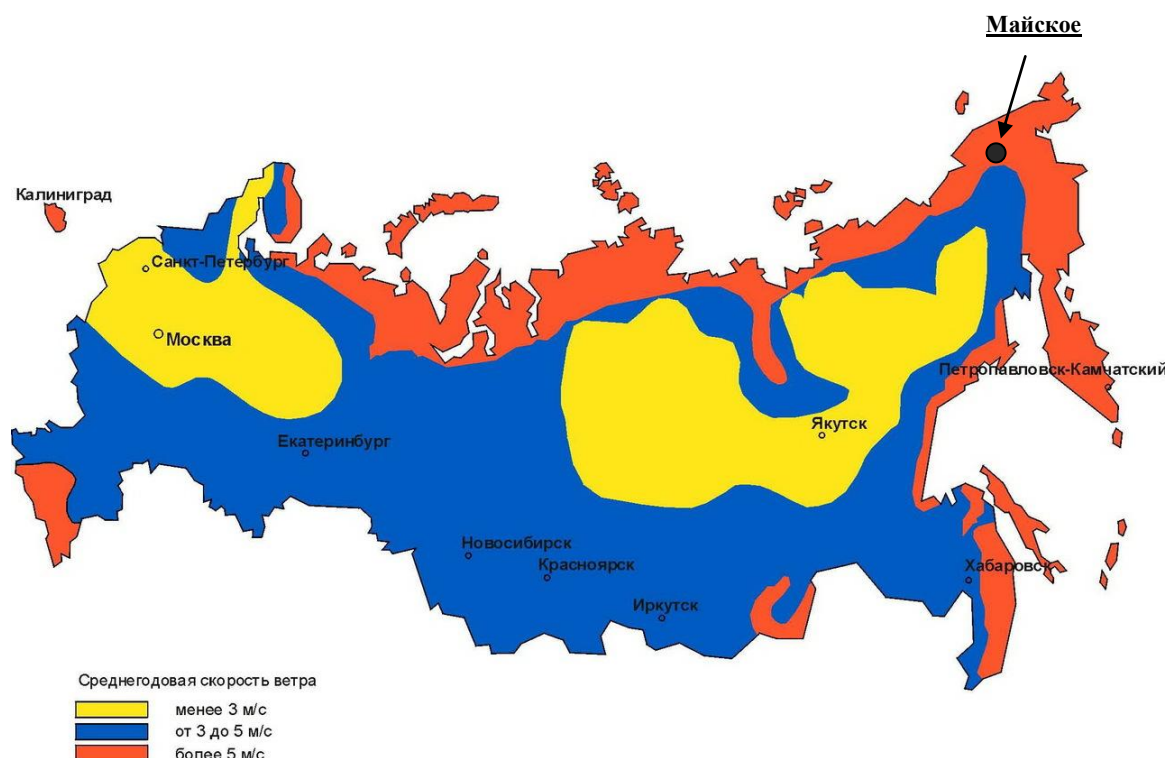 Майское
Калининград
Санкт-Петербург
Москва
Петропавловск-Камчатский
Якутск
Екатеринбург
Новосибирск
Красноярск
Хабаровск
Иркутск
Среднегодовая скорость ветра
менее 3 м/с
от 3 до 5 м/с
более 5 м/с